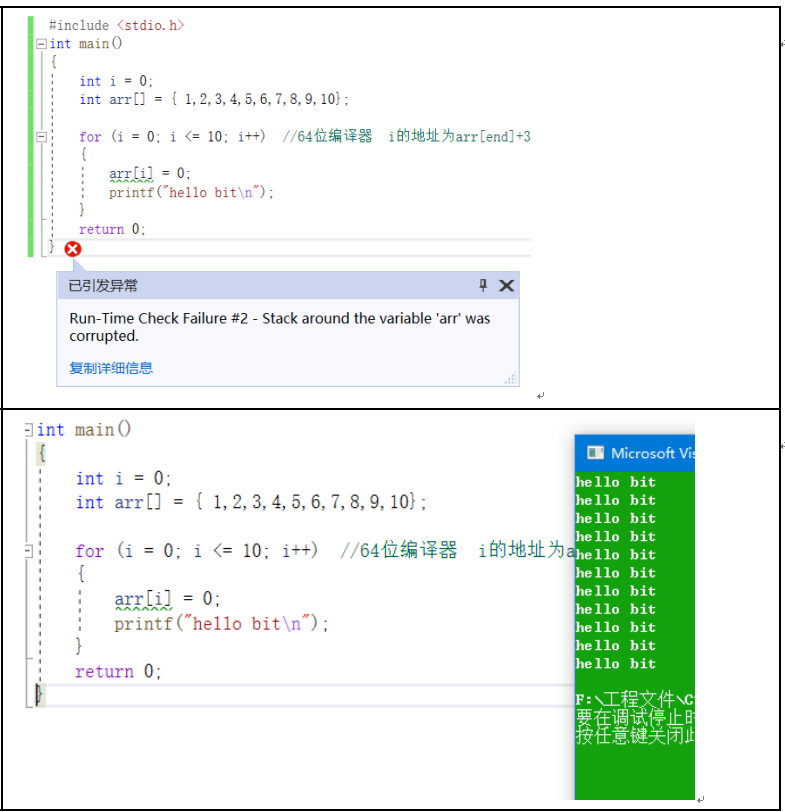 #include <stdio.h>
int main()
{
int i = 0;
int arr[] = { 1,2,3,4,5,6,7,8,9,10};
for (i = 0; i <= 10; i++) //64位编译器 i的地址为arr[end]+3
{
arr[i] = 0;
printf("hello bit\n");
}
return 0;
}
已引发异常
Run-Time Check Failure #2 - Stack around the variable 'arr' was
corrupted.
复制详细信息
int main()
{
int i = 0;
int arr[] = { 1,2,3,4,5,6,7,8,9,10};
for (i = 0; i <= 10; i++) //64位编译器 i的地址为a
{
arr[i] = 0;
printf("hello bit\n");
}
return 0;
}
Microsoft Vis
hello bit
hello bit
hello bit
hello bit
hello bit
hello bit
hello bit
hello bit
hello bit
hello bit
hello bit
F:\工程文件\C
要在调试停止时
按任意键关闭此